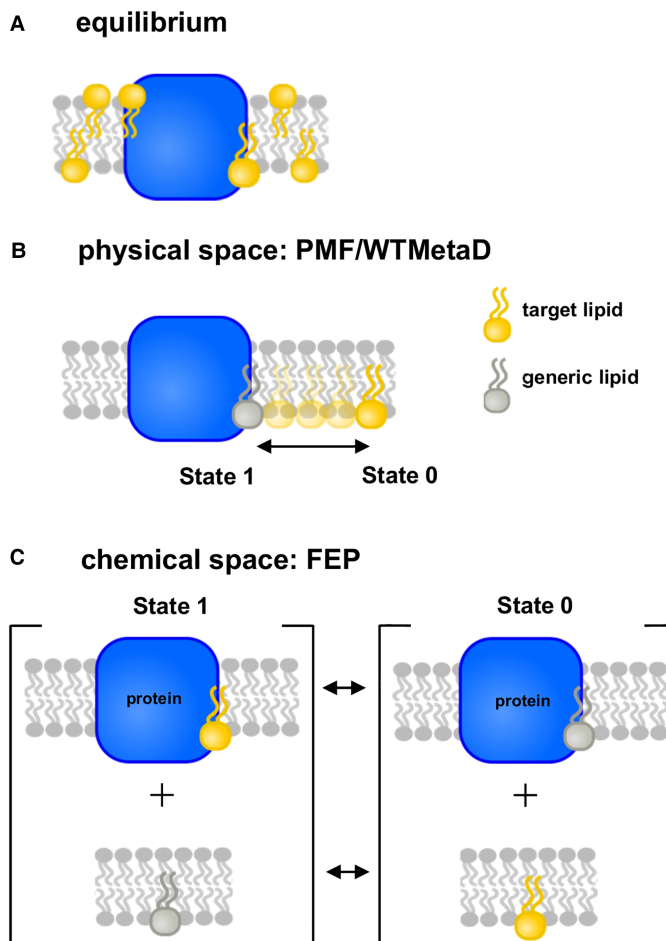 A equilibrium
B physical space: PMF/WTMetaD
target lipid
generic lipid
State 1 State 0
C chemical space: FEP
State 1 State 0
protein protein
+ +